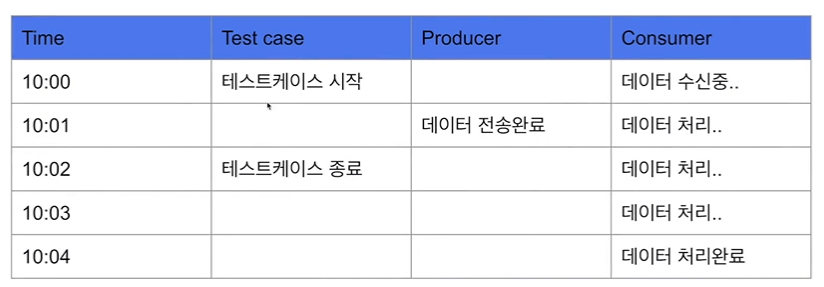 Time Test case Producer Consumer
10:00 테스트케이스 시작 데이터 수신중..
10:01 데이터 전송완료 데이터 처리..
10:02 테스트케이스 종료 데이터 처리..
10:03 데이터 처리..
10:04 데이터 처리완료